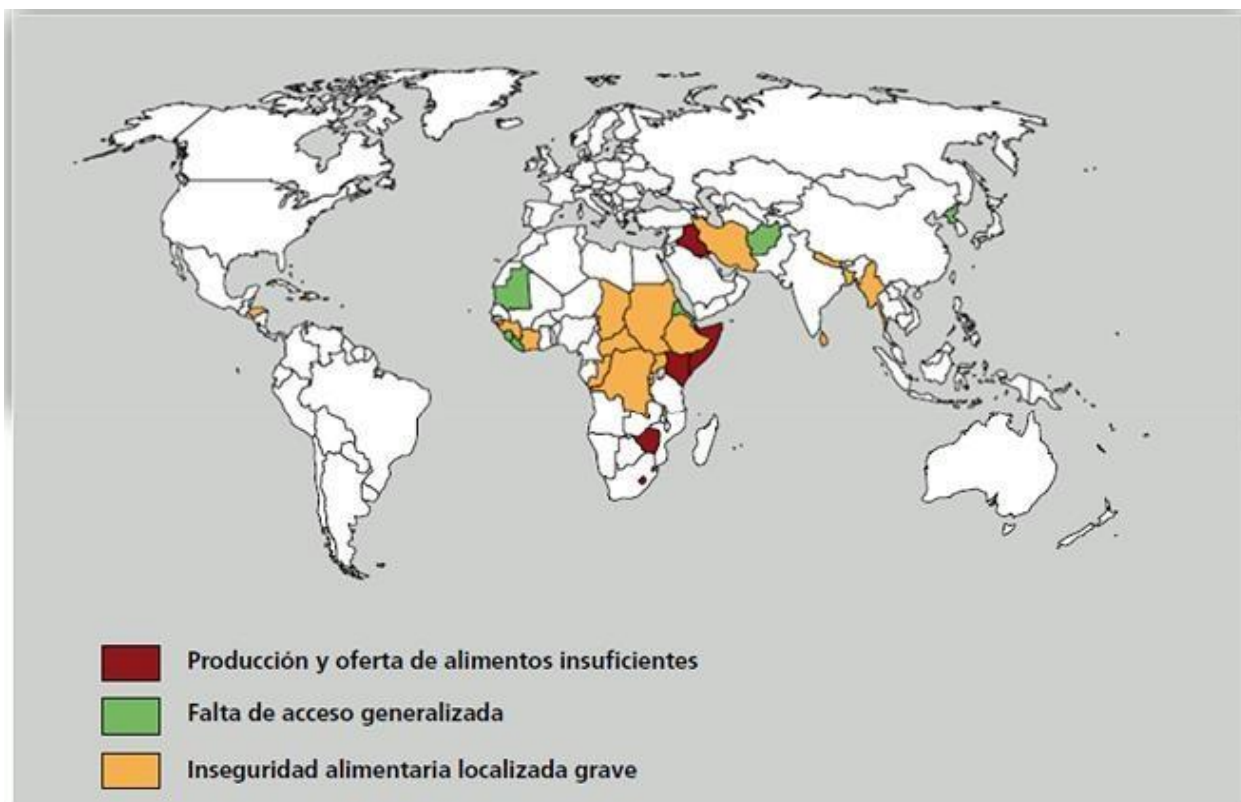 Producción y oferta de alimentos insuficientes
Falta de acceso generalizada
Inseguridad alimentaria localizada grave